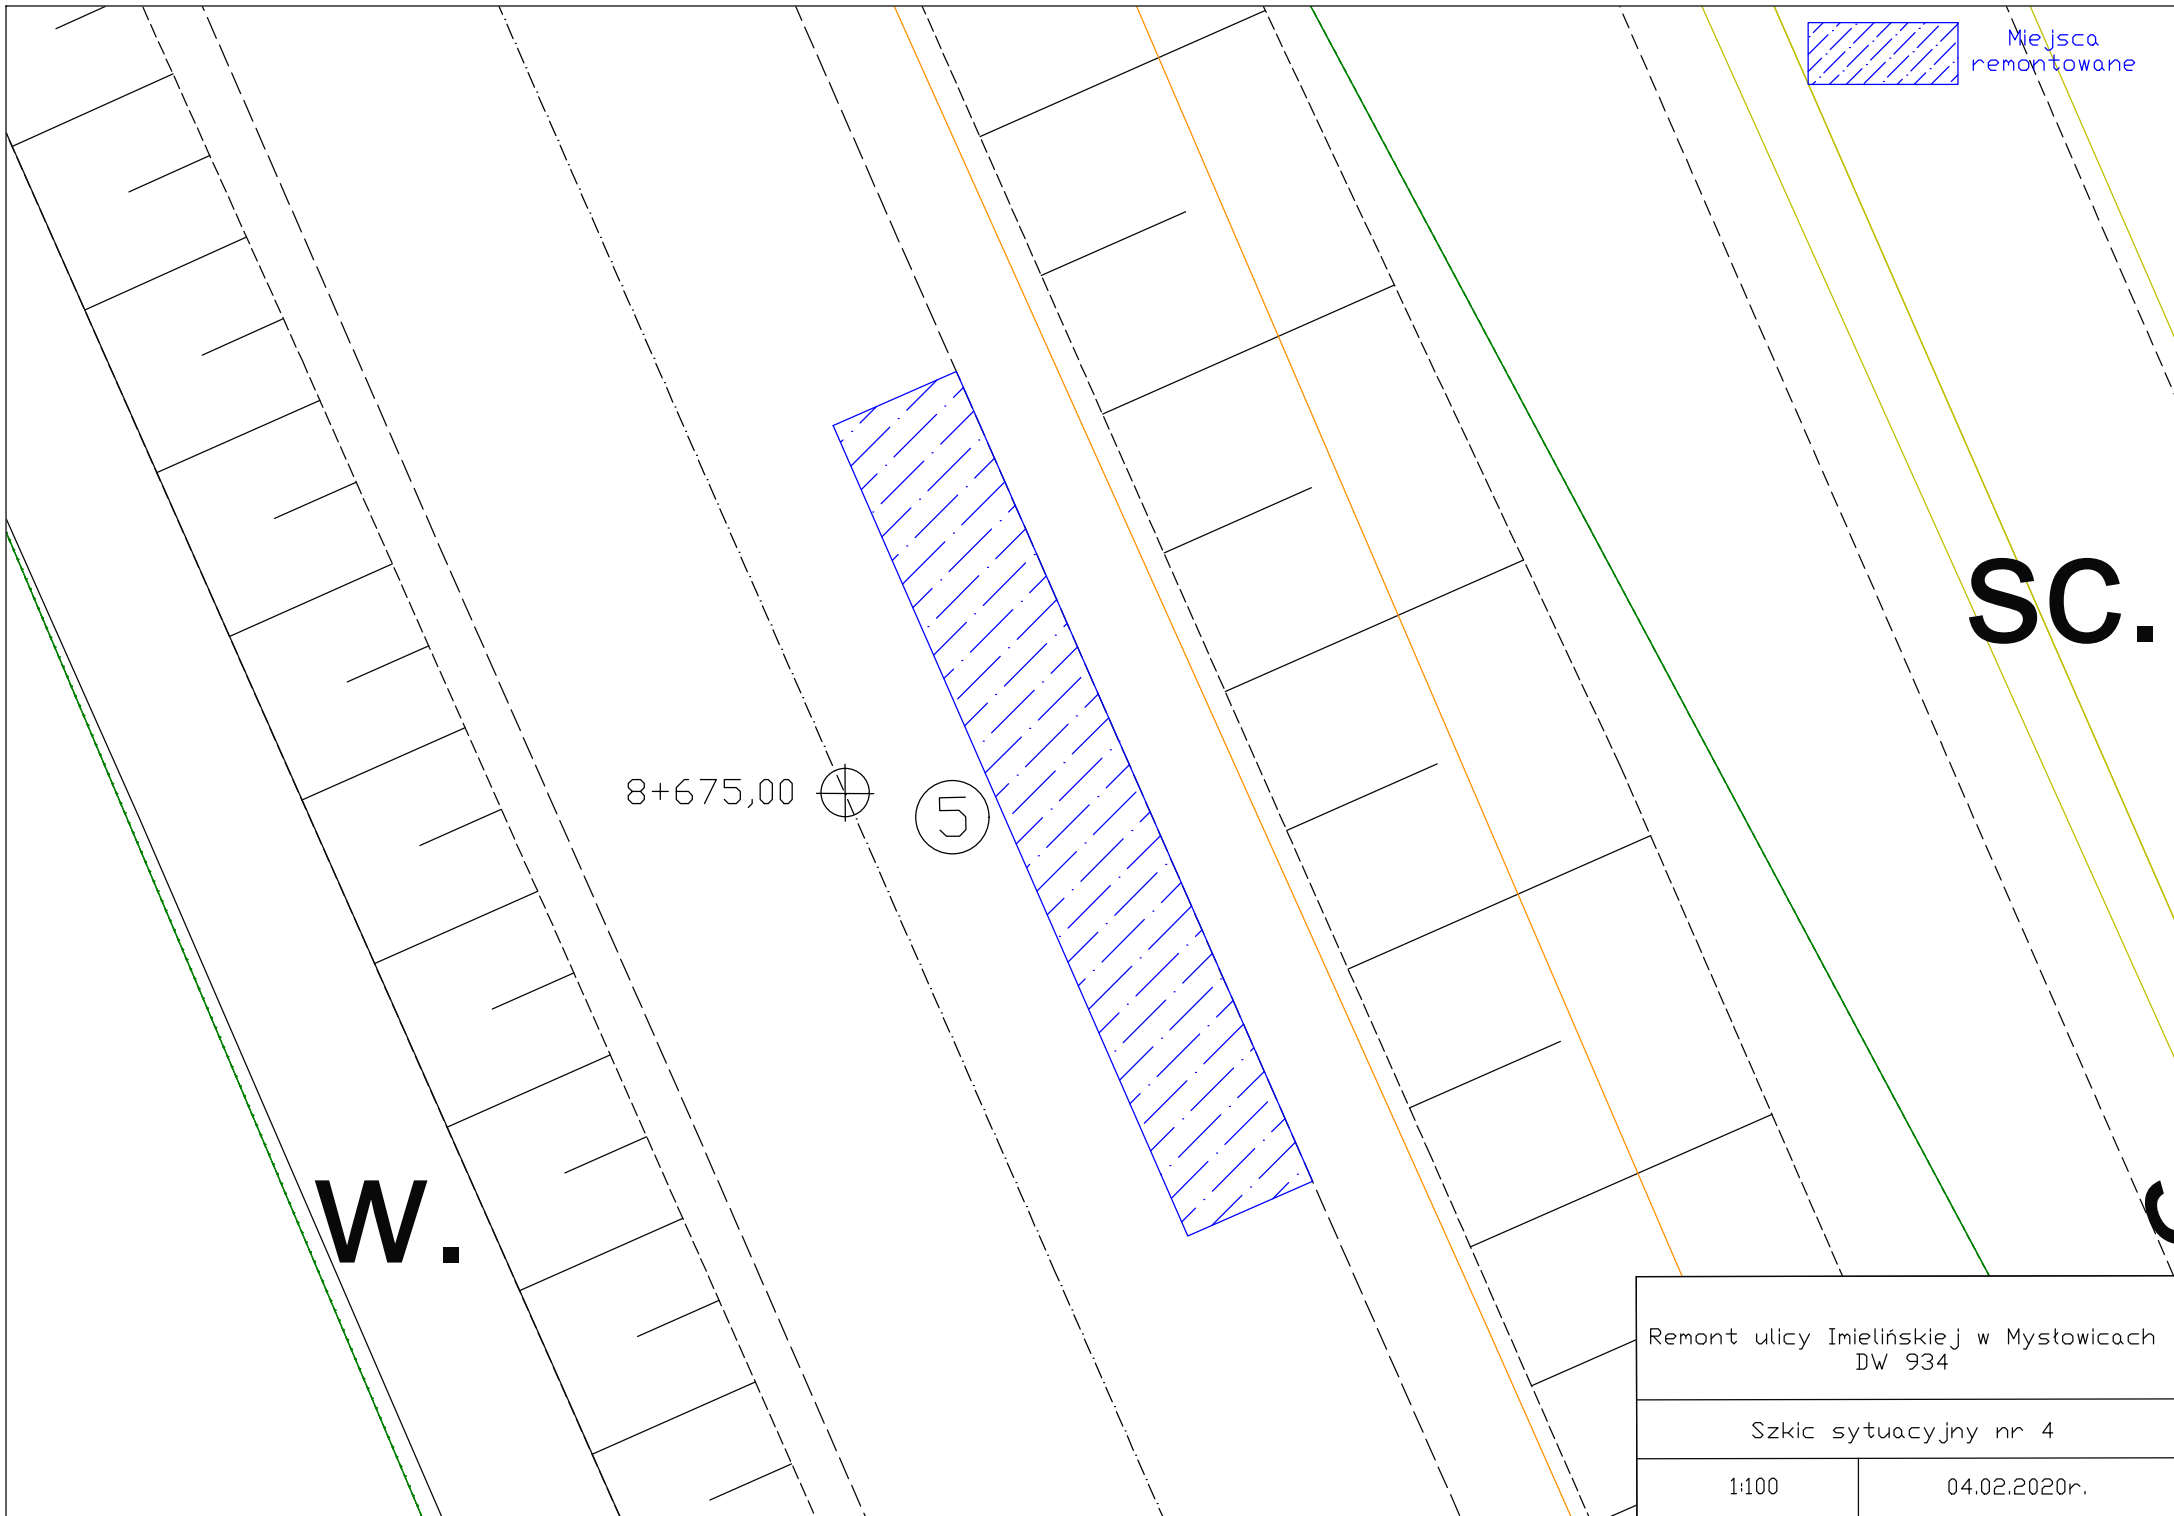 Miejsca
remontowane
sc.
8+675,00
5
w.
Remont ulicy Imielińskiej w Mysłowicach
DW 934
Szkic sytuacyjny nr 4
1:100
04.02.2020r.